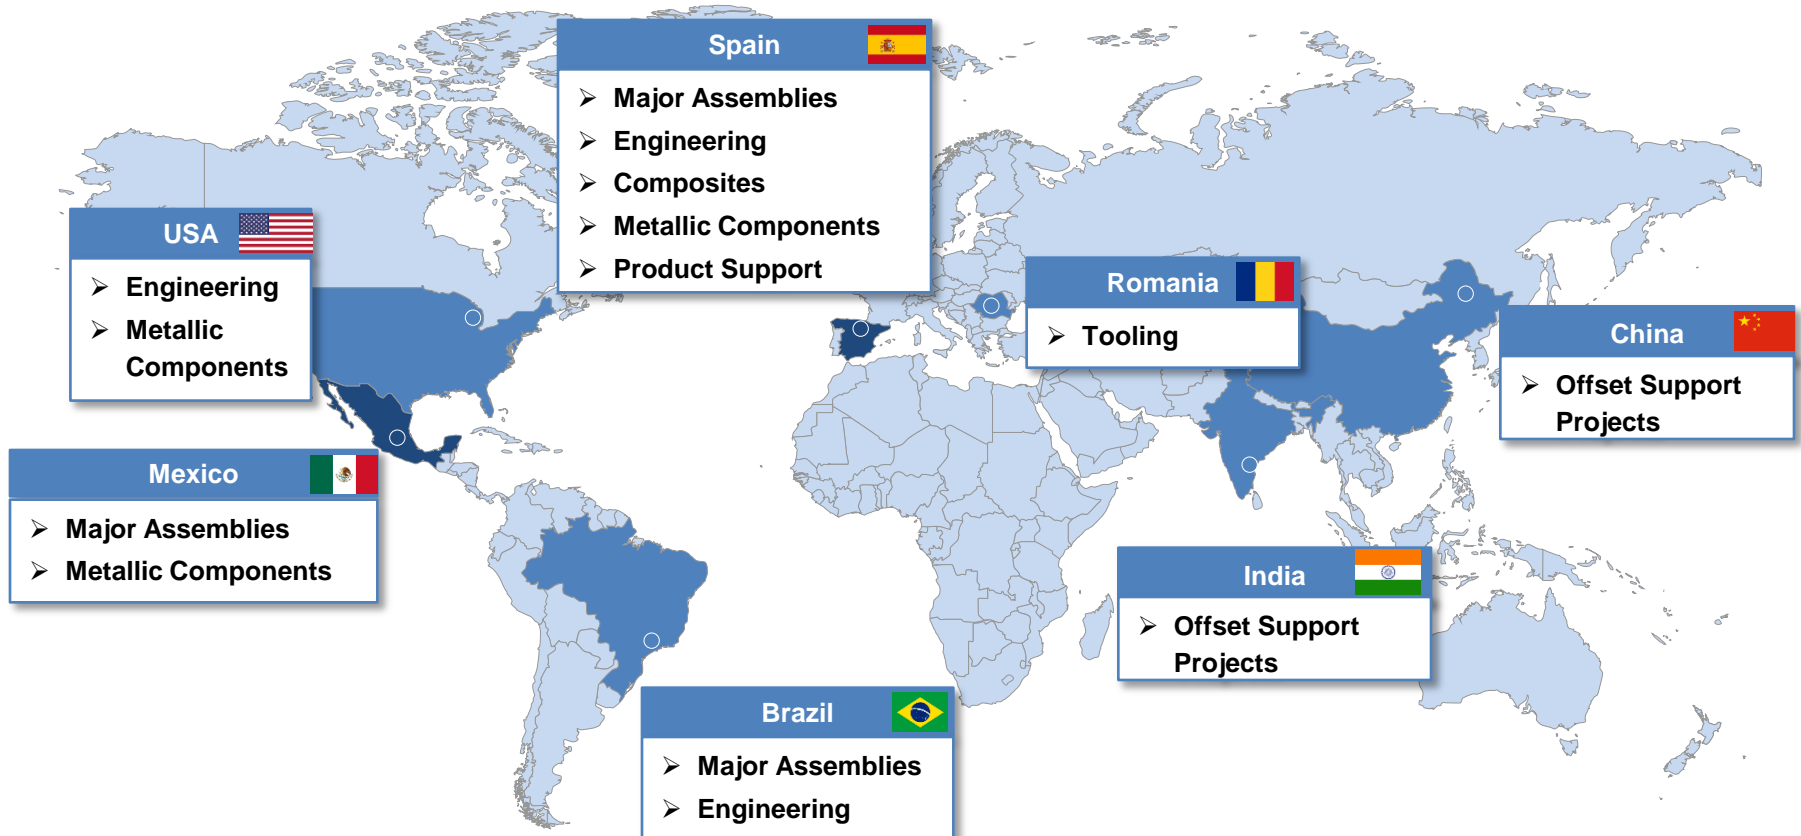 Spain
Major Assemblies
Engineering
Composites
Metallic Components
Product Support
USA
Engineering
Metallic
Components
Romania
Tooling
China
Offset Support
Projects
Mexico
Major Assemblies
Metallic Components
India
Offset Support
Projects
Brazil
Major Assemblies
Engineering